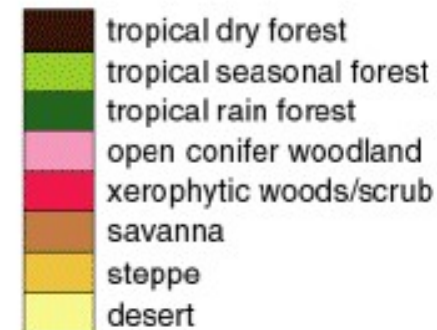 tropical dry forest
tropical seasonal forest
tropical rain forest
open conifer woodland
xerophytic woods/scrub
savanna
steppe
desert